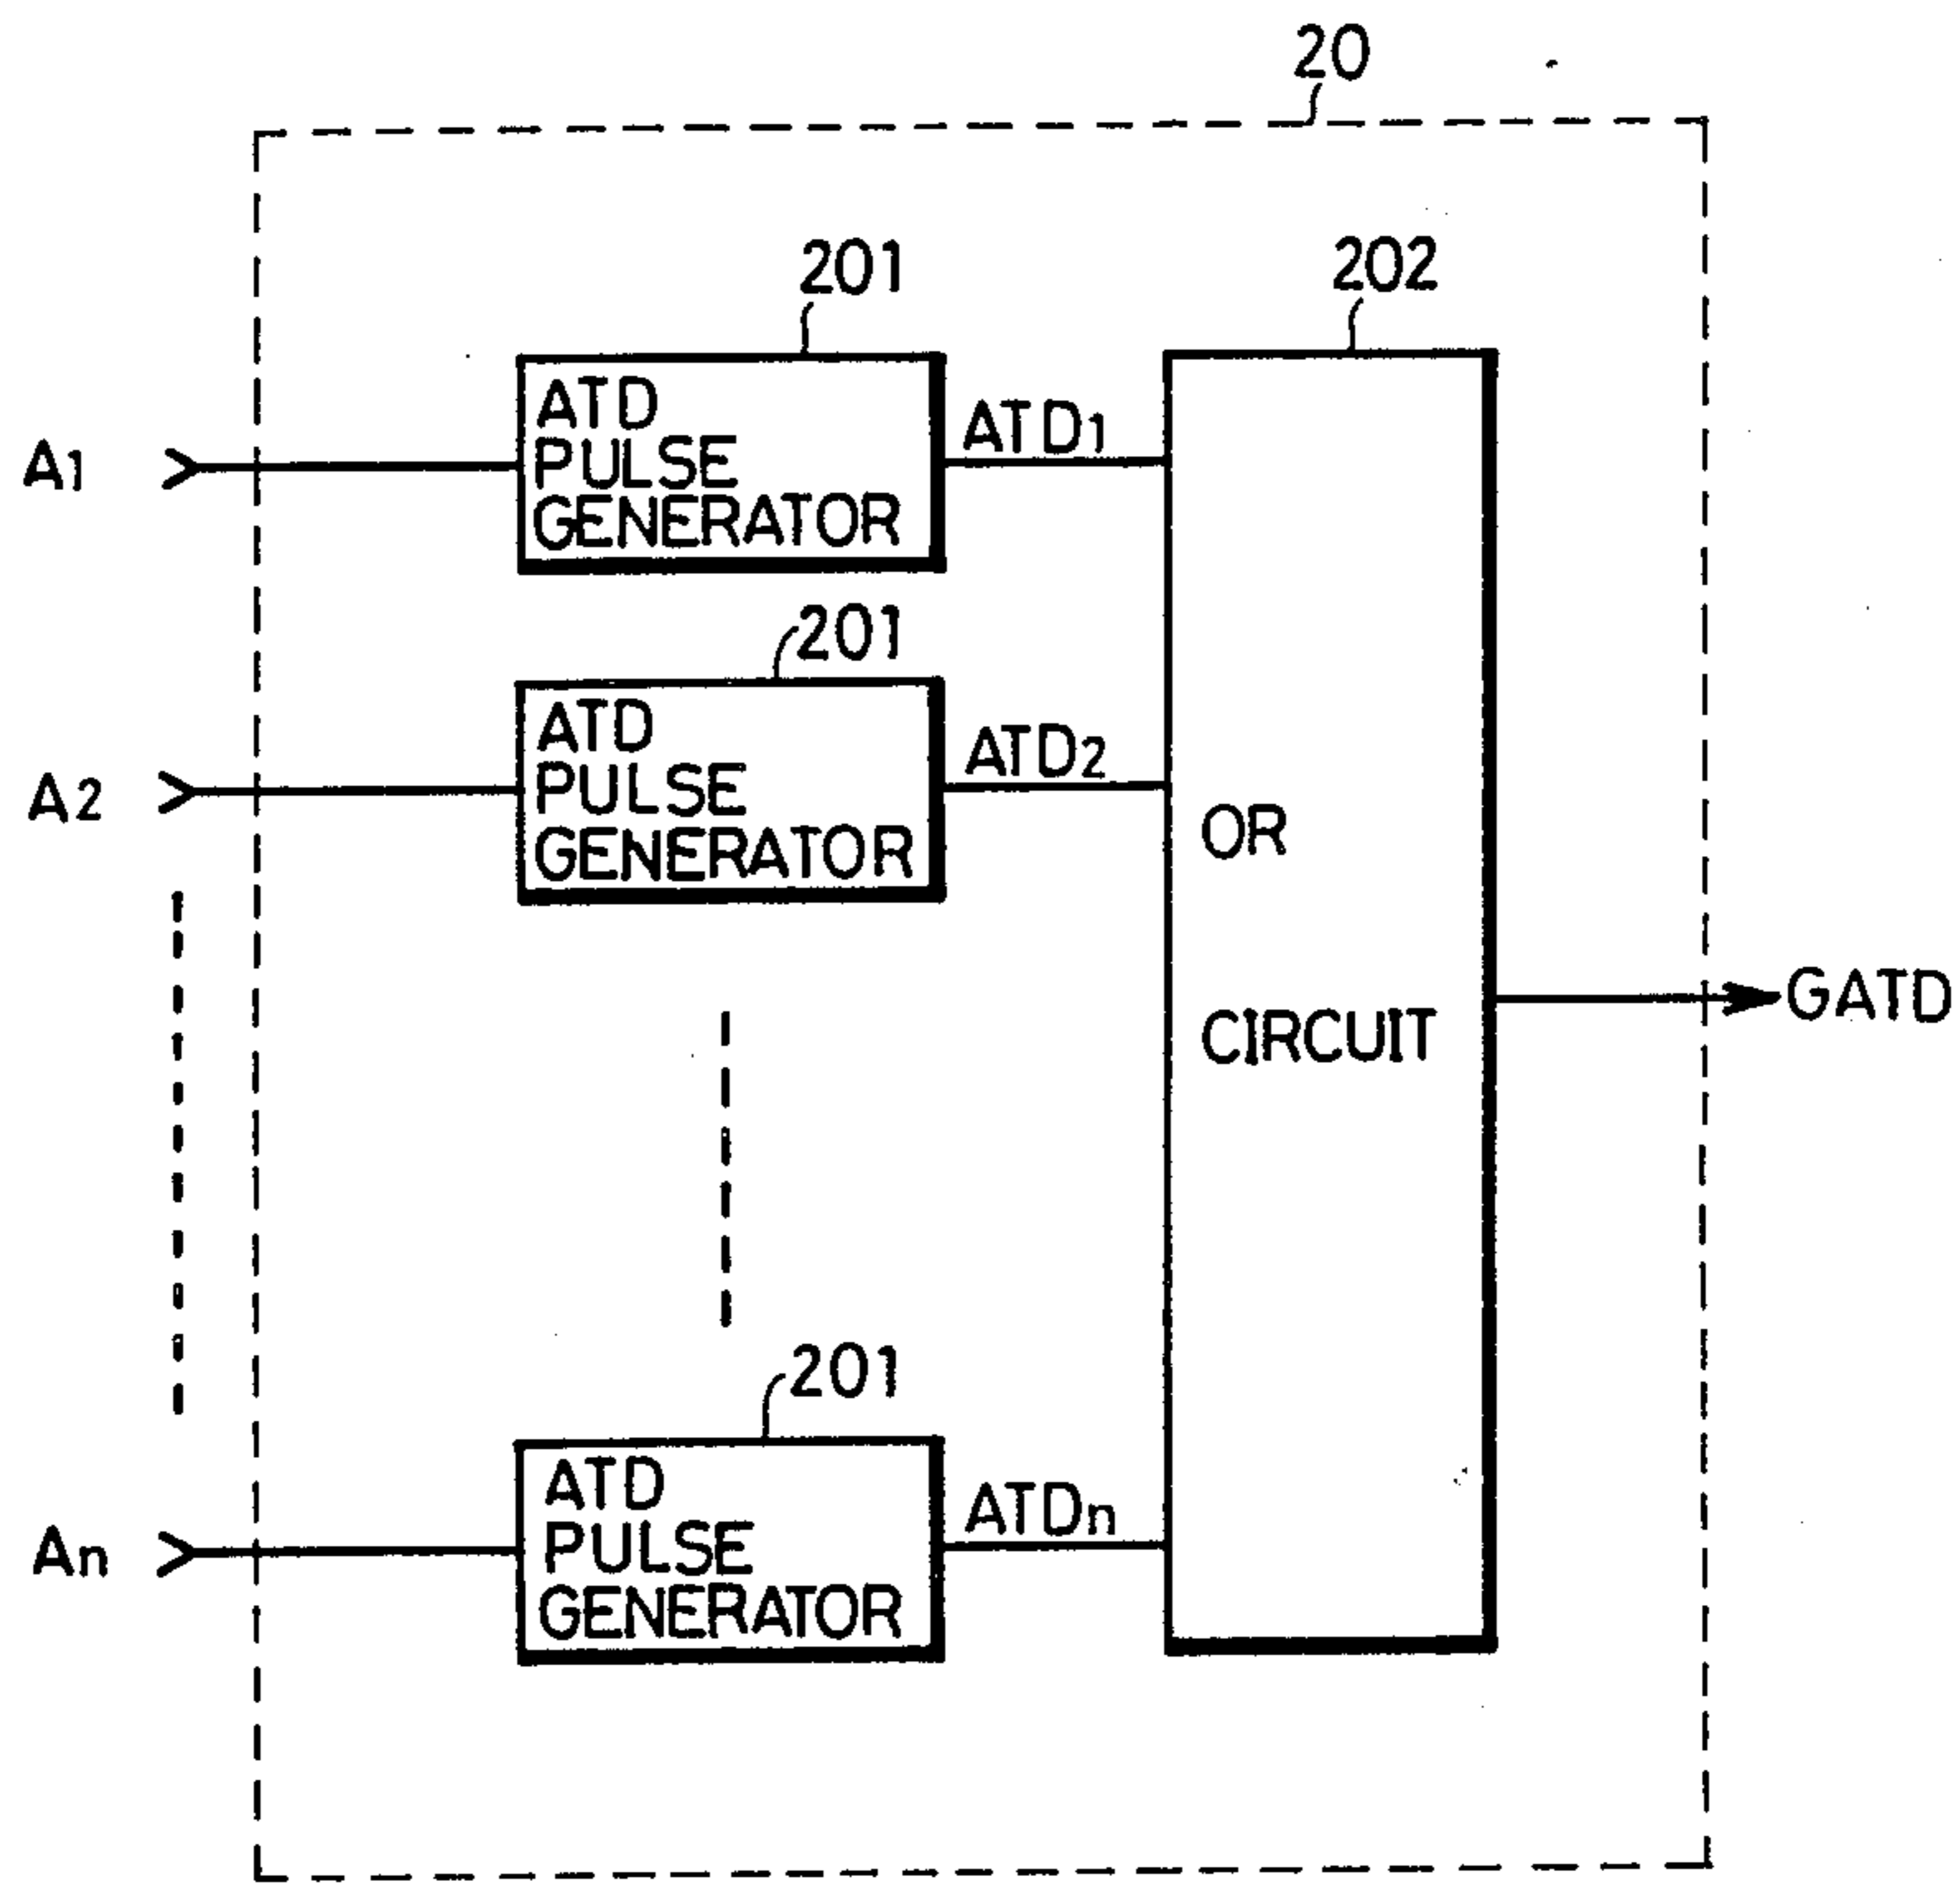 20
201
202
ATD
PULSE
GENERATOR
A1
ATD1
201
ATD
PULSE
GENERATOR
A2
ATD2
OR
CIRCUIT
GATD
201
ATD
PULSE
GENERATOR
An
ATDn